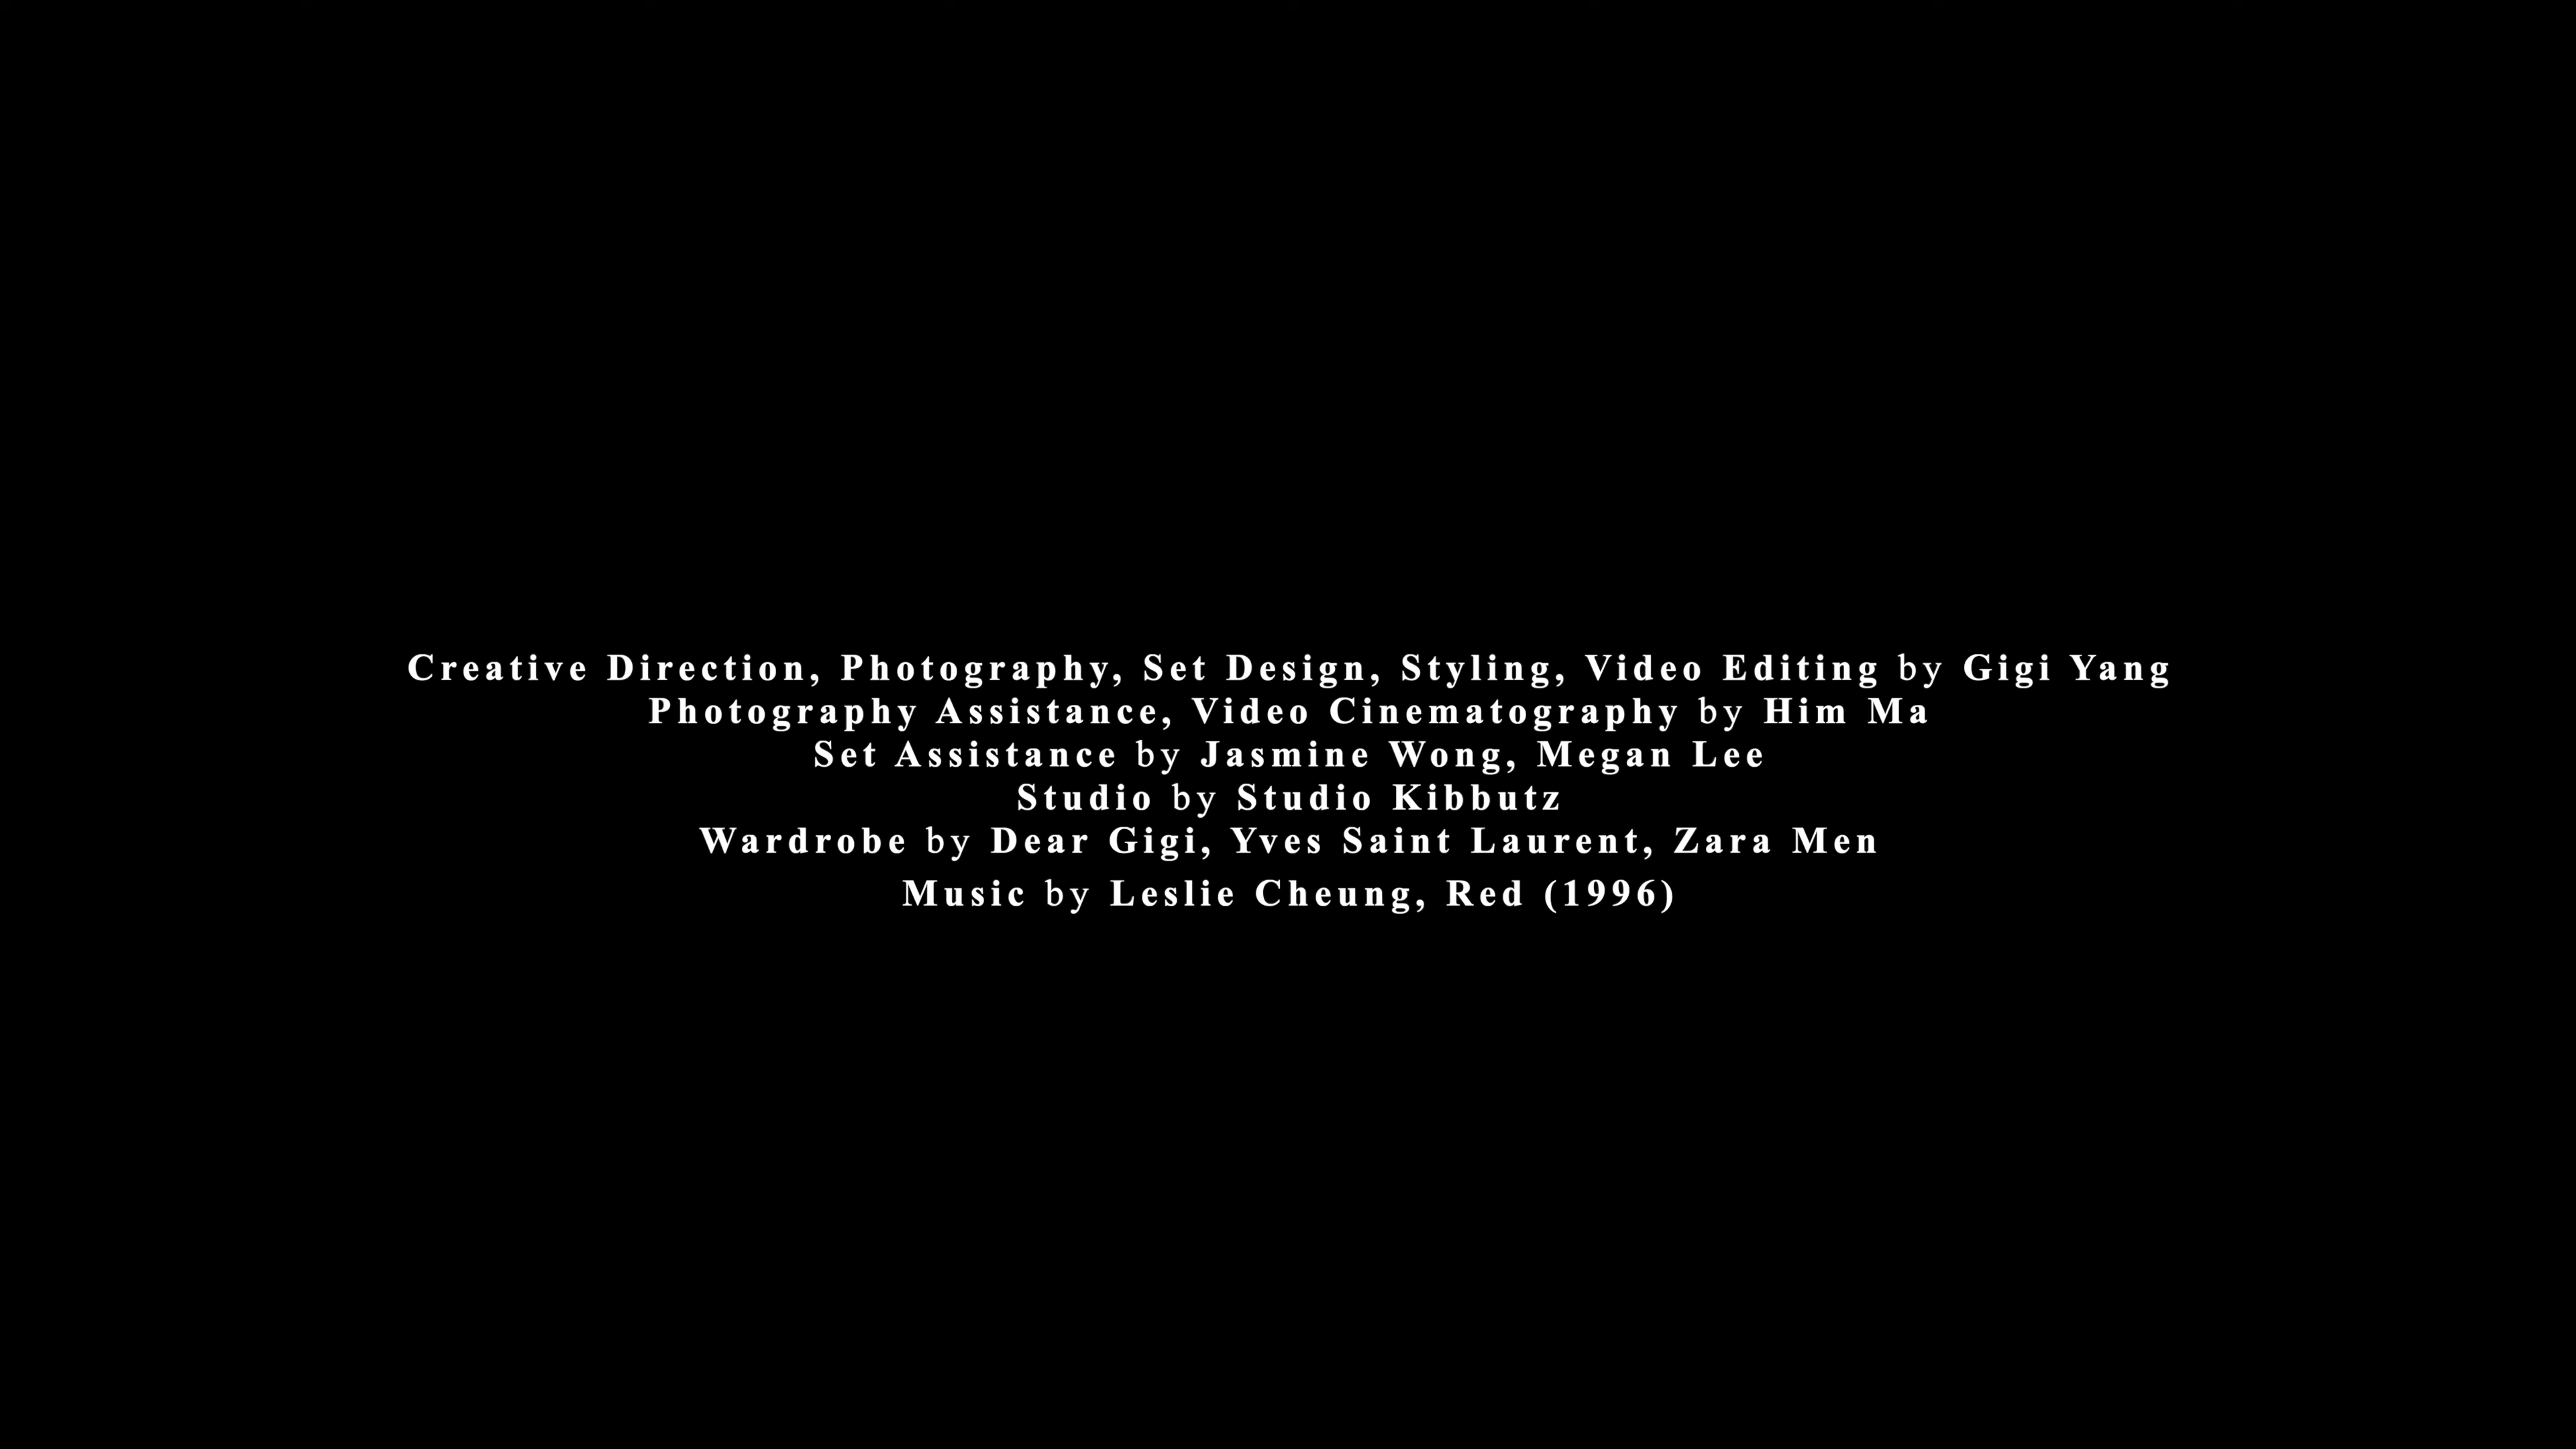 Creative Direction, Photography, Set Design, Styling, Video Editing by Gigi Yang
Photography Assistance, Video Cinematography by Him Ma
Set Assistance by Jasmine Wong, Megan Lee
Studio by Studio Kibbutz
Wardrobe by Dear Gigi, Yves Saint Laurent, Zara Men
Music by Leslie Cheung, Red (1996)